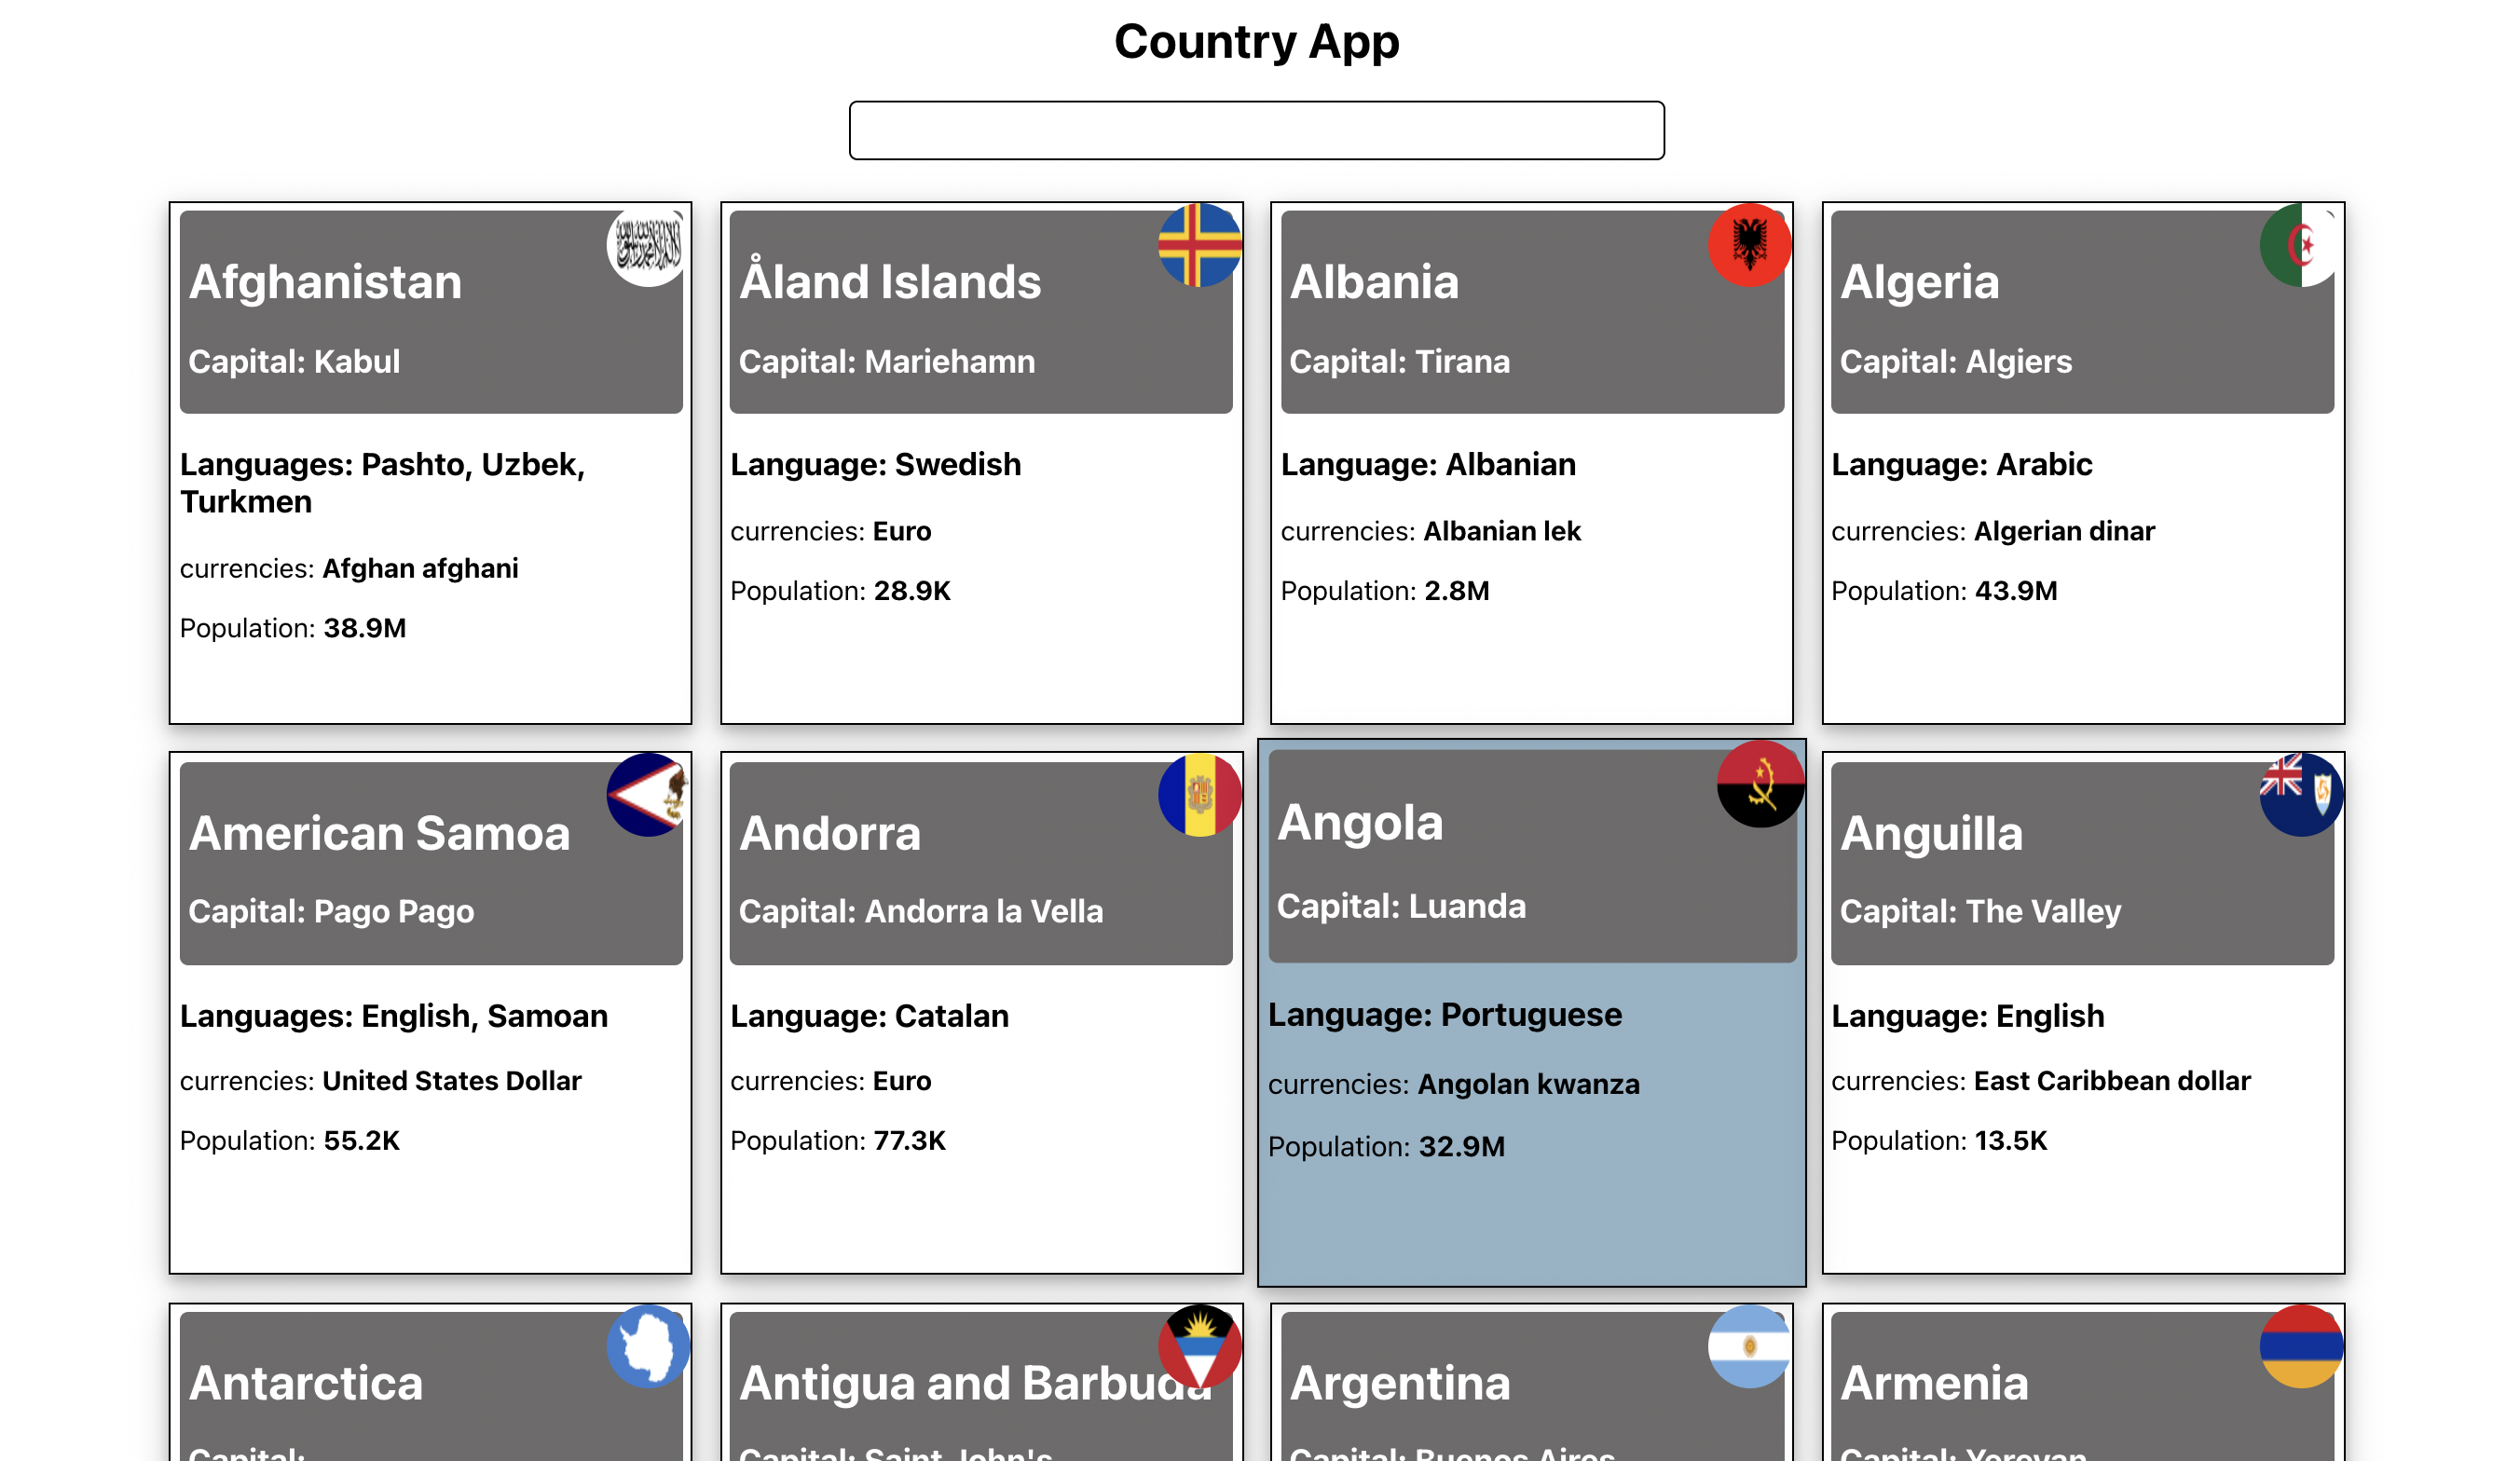 Country App
Afghanistan
Capital: Kabul
Languages: Pashto, Uzbek,
Turkmen
currencies: Afghan afghani
Population: 38.9M
Åland Islands
Capital: Mariehamn
Language: Swedish
currencies: Euro
Population: 28.9K
Albania
Capital: Tirana
Language: Albanian
currencies: Albanian lek
Population: 2.8M
Algeria
Capital: Algiers
Language: Arabic
currencies: Algerian dinar
Population: 43.9M
American Samoa
Capital: Pago Pago
Languages: English, Samoan
currencies: United States Dollar
Population: 55.2K
Andorra
Capital: Andorra la Vella
Language: Catalan
currencies: Euro
Population: 77.3K
Angola
Capital: Luanda
Language: Portuguese
currencies: Angolan kwanza
Population: 32.9M
Anguilla
Capital: The Valley
Language: English
currencies: East Caribbean dollar
Population: 13.5K
Antarctica
Capital:
Antigua and Barbuda
Capital: Saint John's
Argentina
Capital: Buenos Aires
Armenia
Capital: Yerevan